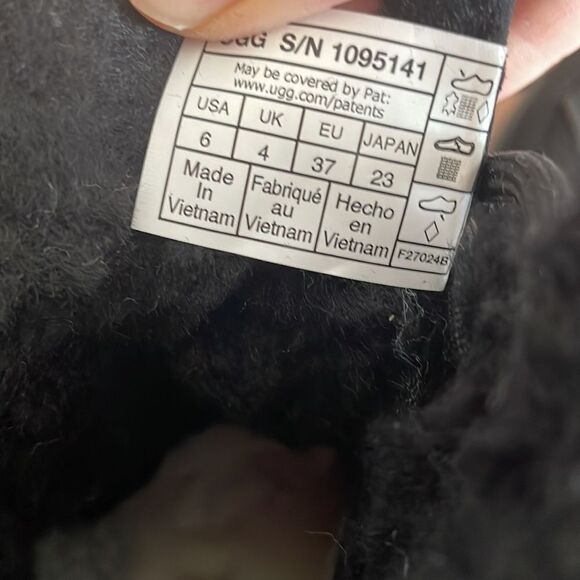 UGG S/N 1095141
May be covered by Pat:
www.ugg.com/patents
USA UK EU JAPAN
6 4 37 23
Made In Vietnam
Fabriqué au Vietnam
Hecho en Vietnam
F27024B